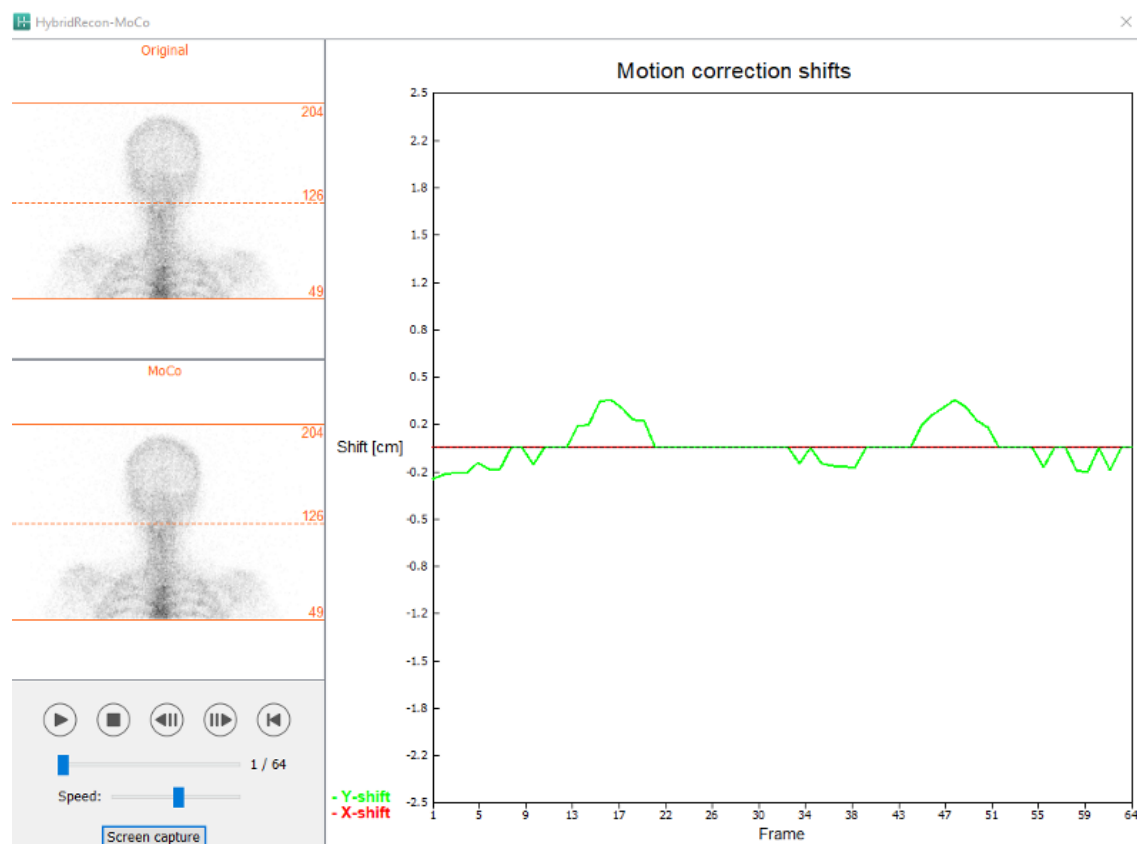 HybridRecon-MoCo
Original
204
126
49
MoCo
204
126
49
1 / 64
Speed:
Screen capture
Motion correction shifts
2.5
2.2
1.8
1.5
1.2
0.8
0.5
0.2
Shift [cm]
-0.2
-0.5
-0.8
-1.2
-1.5
-1.8
-2.2
-2.5
- Y-shift
- X-shift
1 5 9 13 17 22 26 30 34 38 43 47 51 55 60 64
Frame